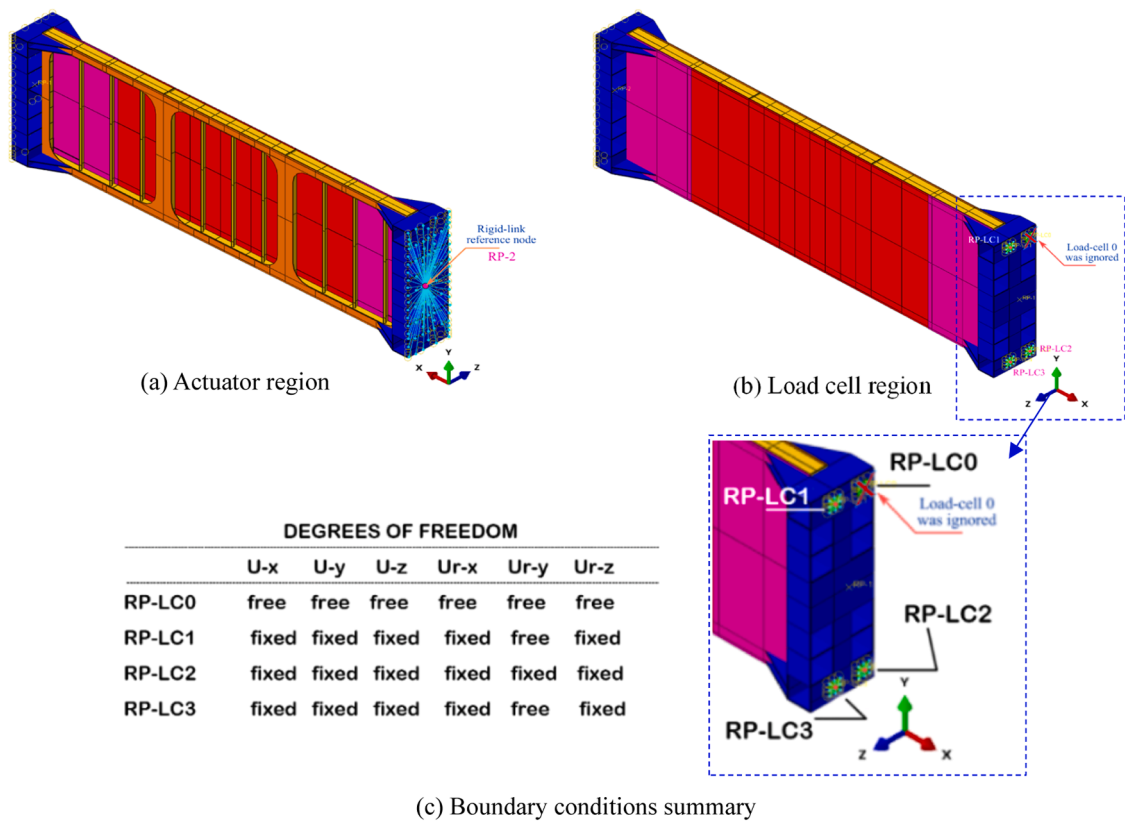 Rigid-link
reference node
RP-2
X
Y
Z
(a) Actuator region
RP-LC1
Load-cell 0
was ignored
RP-LC2
RP-LC3
Y
Z
X
(b) Load cell region
DEGREES OF FREEDOM
U-x U-y U-z Ur-x Ur-y Ur-z
RP-LC0 free free free free free free
RP-LC1 fixed fixed fixed fixed free fixed
RP-LC2 fixed fixed fixed fixed fixed fixed
RP-LC3 fixed fixed fixed fixed free fixed
RP-LC0
RP-LC1
Load-cell 0
was ignored
RP-LC2
RP-LC3
Y
Z
X
(c) Boundary conditions summary